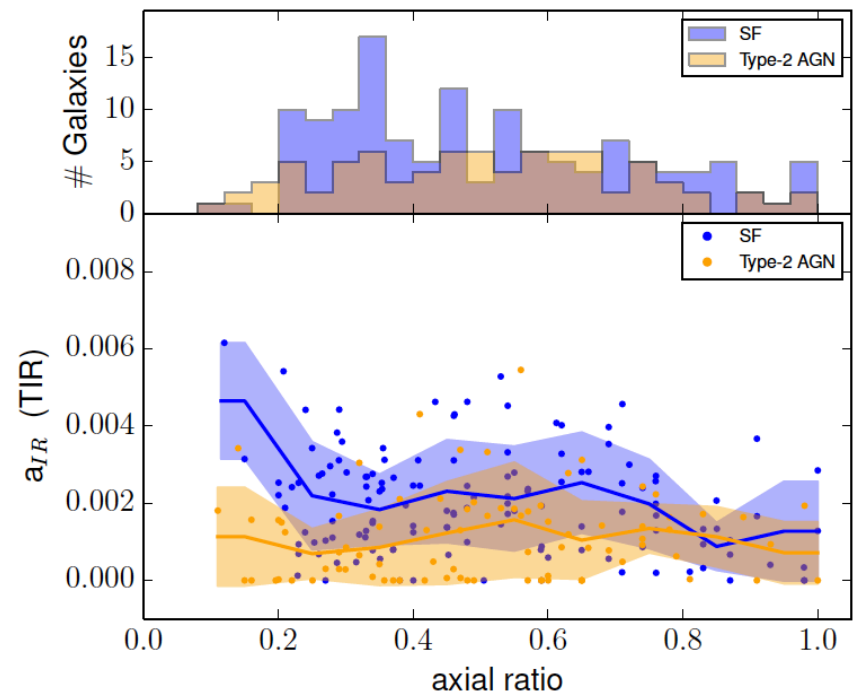 # Galaxies
15
10
5
0
SF
Type-2 AGN
a_IR (TIR)
0.008
0.006
0.004
0.002
0.000
SF
Type-2 AGN
0.0 0.2 0.4 0.6 0.8 1.0
axial ratio